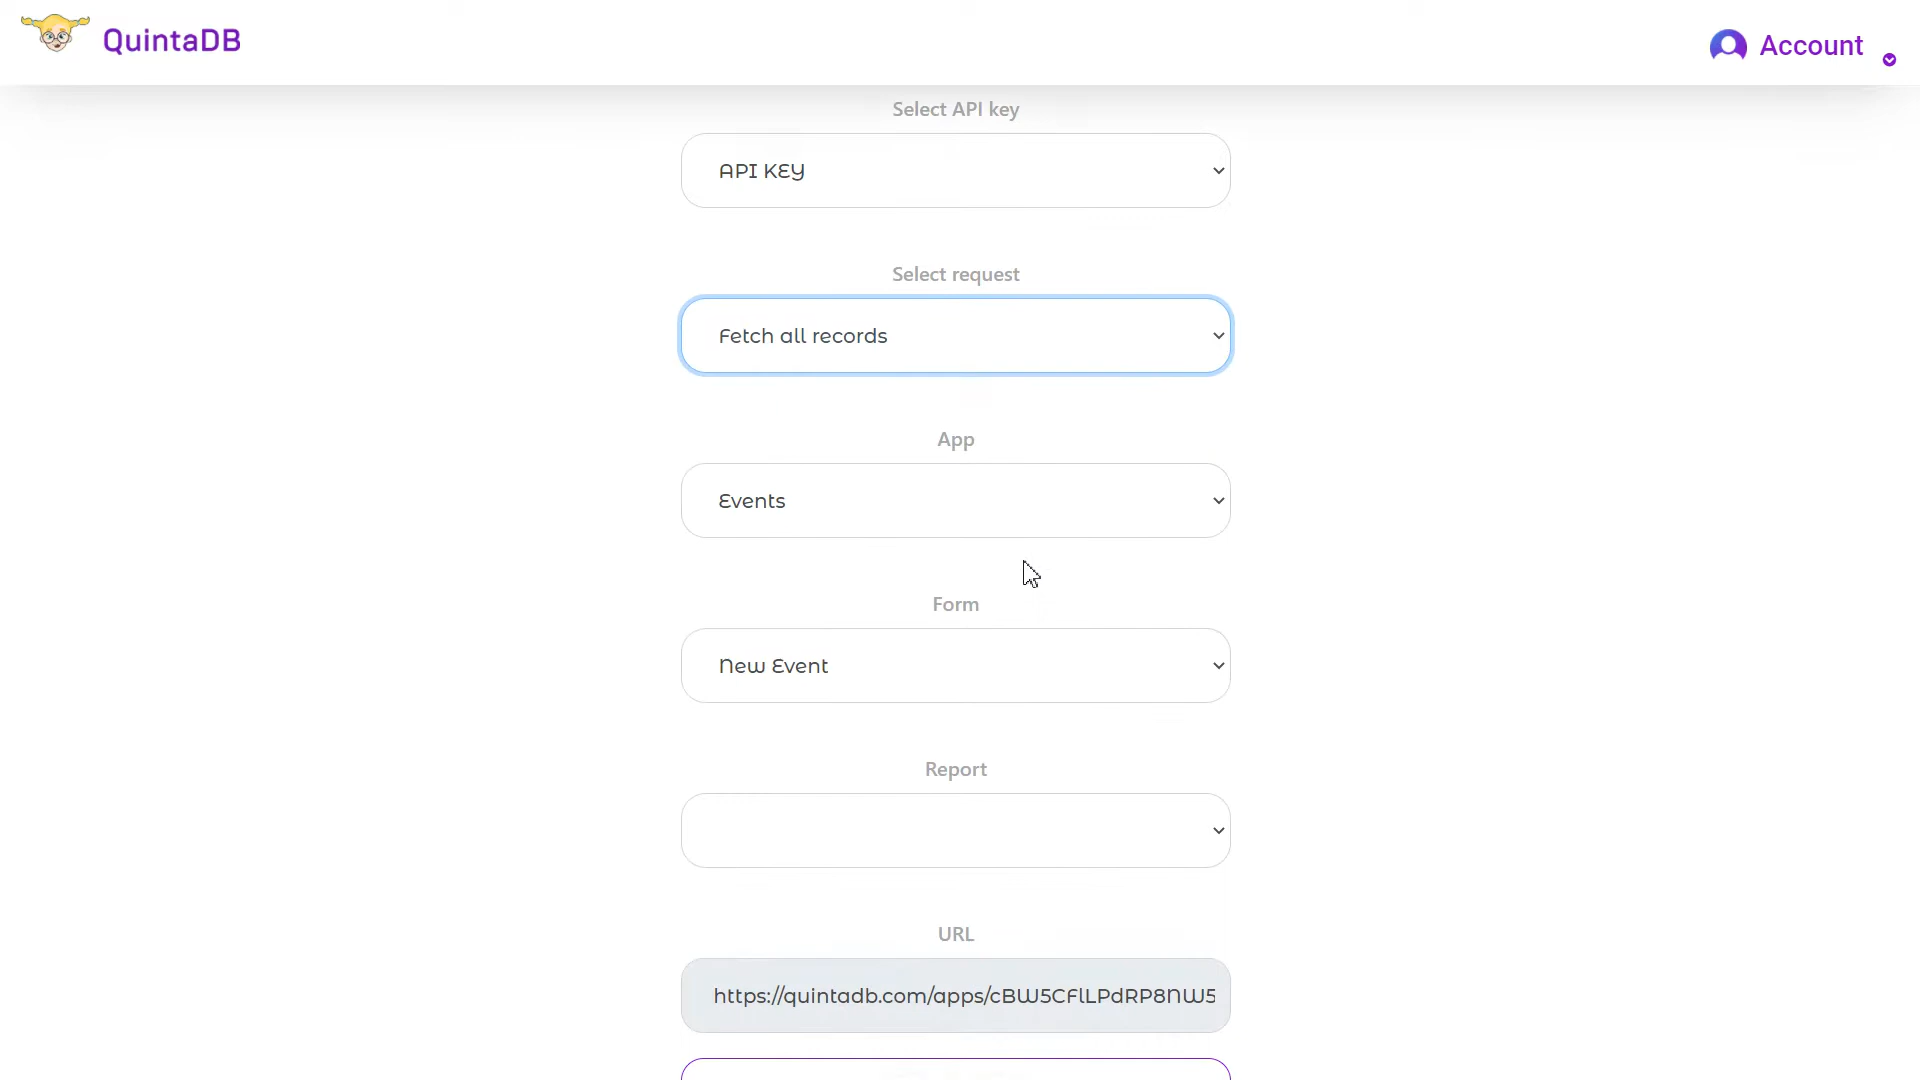 QuintaDB
Account
Select API key
API KEY
Select request
Fetch all records
App
Events
Form
New Event
Report
URL
https://quintadb.com/apps/cBW5CFlLPdRP8NW5